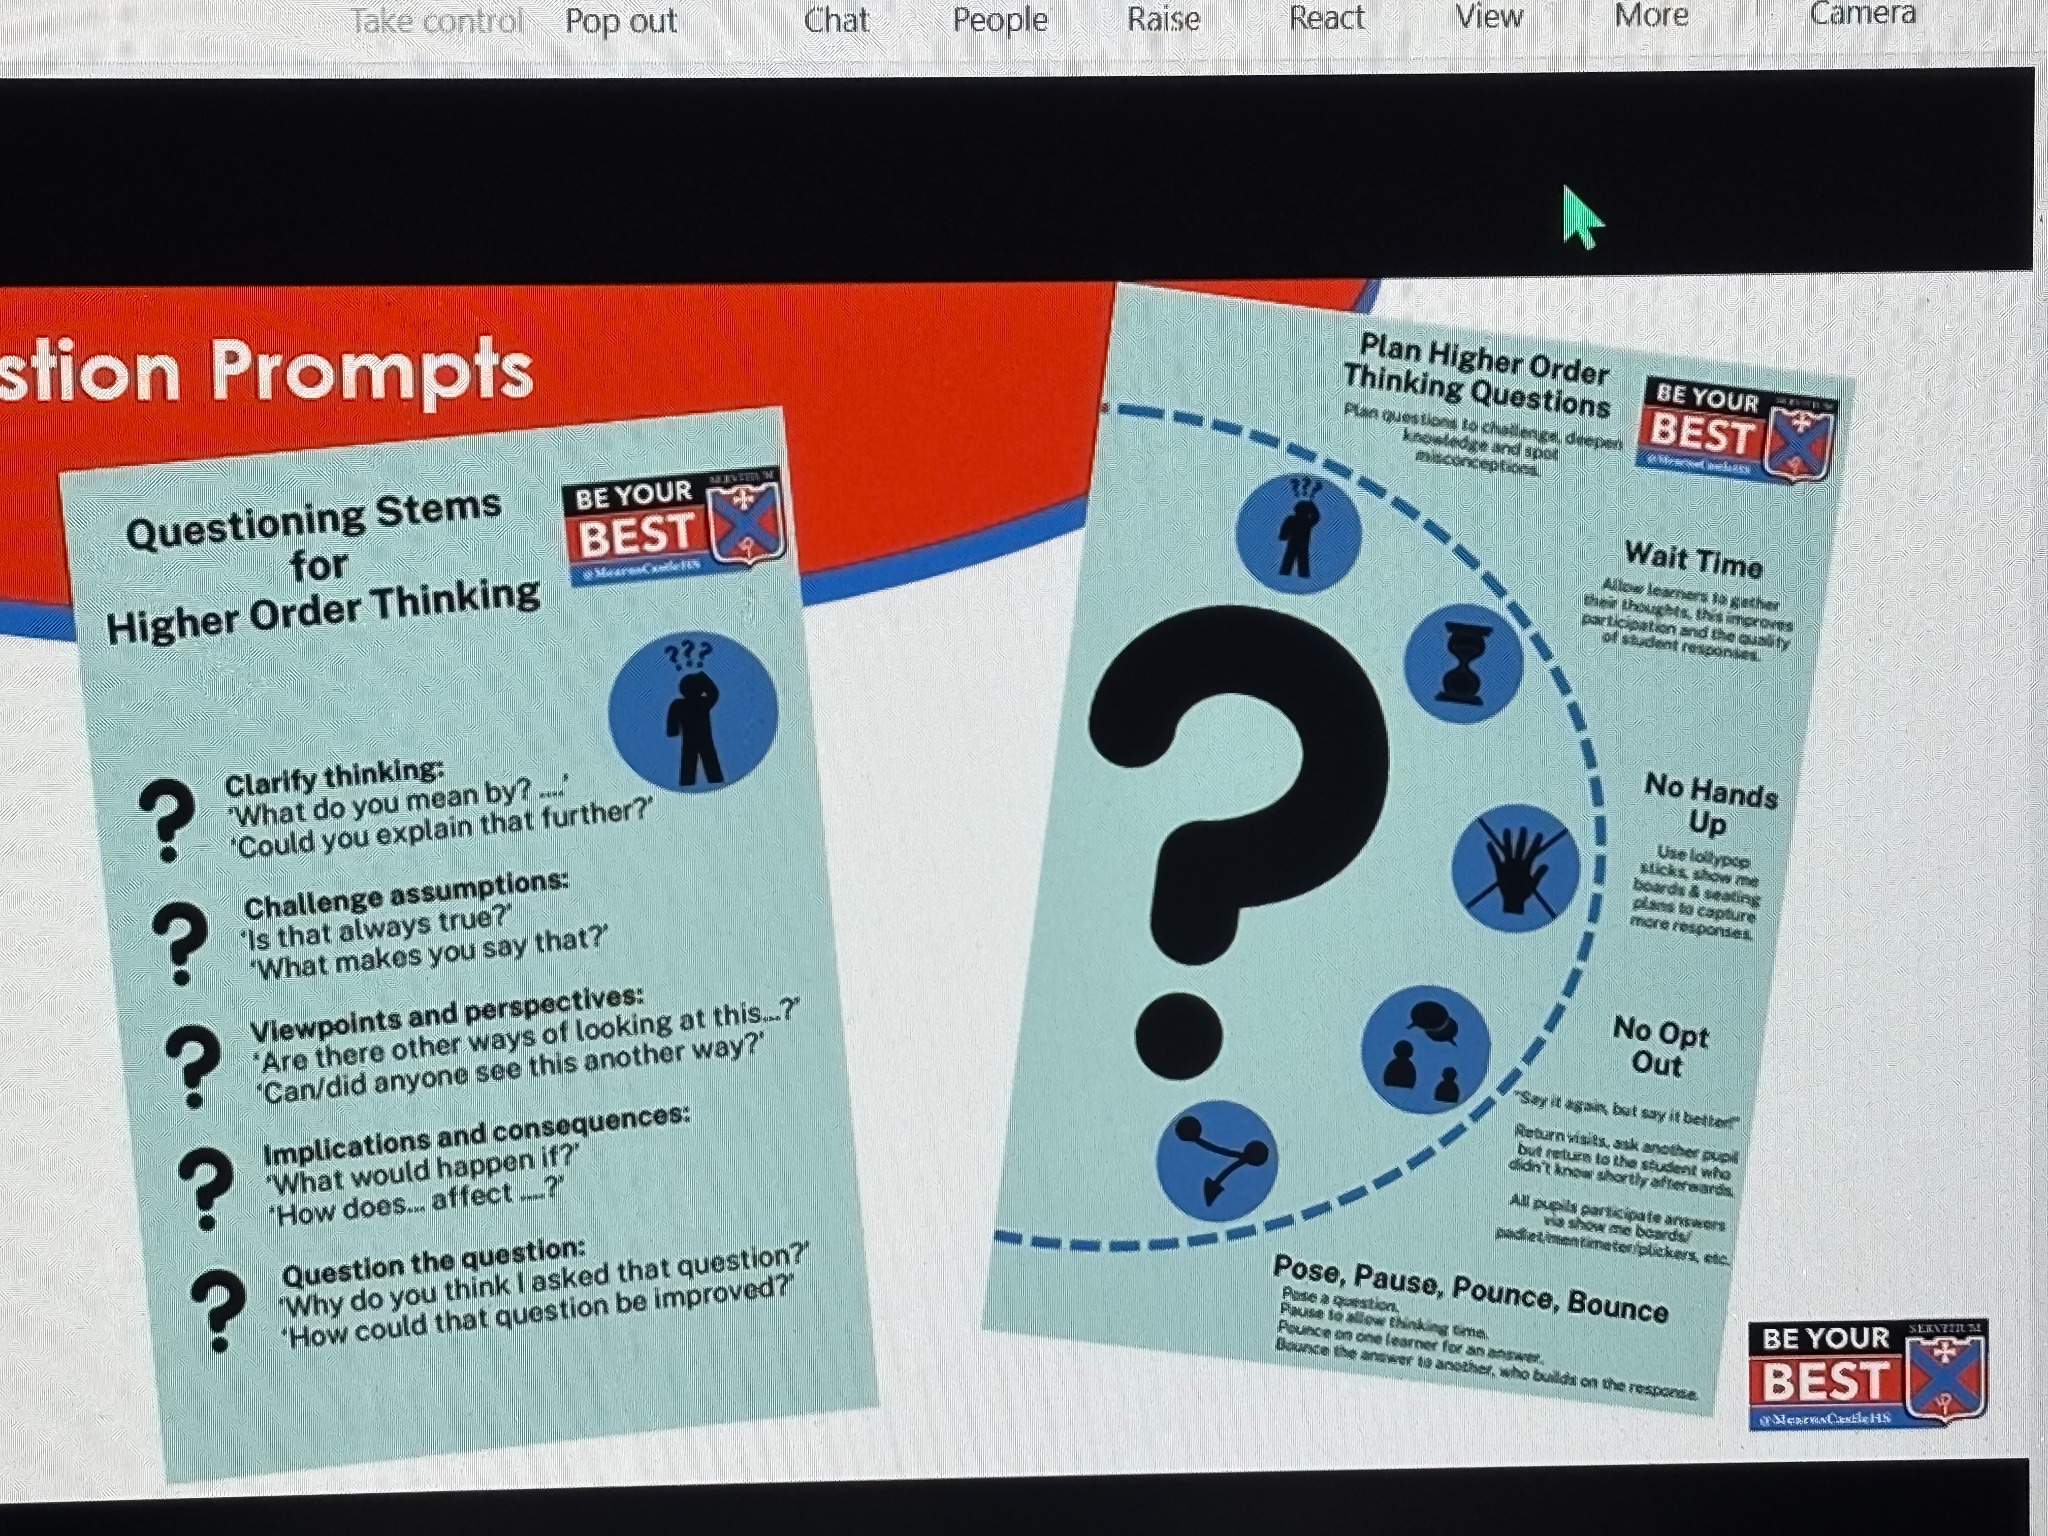 Take control Pop out Chat People Raise React View More Camera
stion Prompts
Questioning Stems
for
Higher Order Thinking
BE YOUR
BEST
SERVITIUM
@MearnsCastleHS
???
Clarify thinking:
'What do you mean by? ....'
'Could you explain that further?'
Challenge assumptions:
'Is that always true?'
'What makes you say that?'
Viewpoints and perspectives:
'Are there other ways of looking at this...?'
'Can/did anyone see this another way?'
Implications and consequences:
'What would happen if?'
'How does... affect .....?'
Question the question:
'Why do you think I asked that question?'
'How could that question be improved?'
Plan Higher Order
Thinking Questions
Plan questions to challenge, deepen
knowledge and spot
misconceptions.
BE YOUR
BEST
SERVITIUM
@MearnsCastleHS
???
Wait Time
Allow learners to gather
their thoughts, this improves
participation and the quality
of student responses.
No Hands
Up
Use lollypop
sticks, show me
boards & seating
plans to capture
more responses.
No Opt
Out
"Say it again, but say it better!"
Return visits, ask another pupil
but return to the student who
didn't know shortly afterwards.
All pupils participate answers
via show me boards/
padlet/mentimeter/plickers, etc.
Pose, Pause, Pounce, Bounce
Pose a question.
Pause to allow thinking time.
Pounce on one learner for an answer.
Bounce the answer to another, who builds on the response.
BE YOUR
BEST
SERVITIUM
@MearnsCastleHS